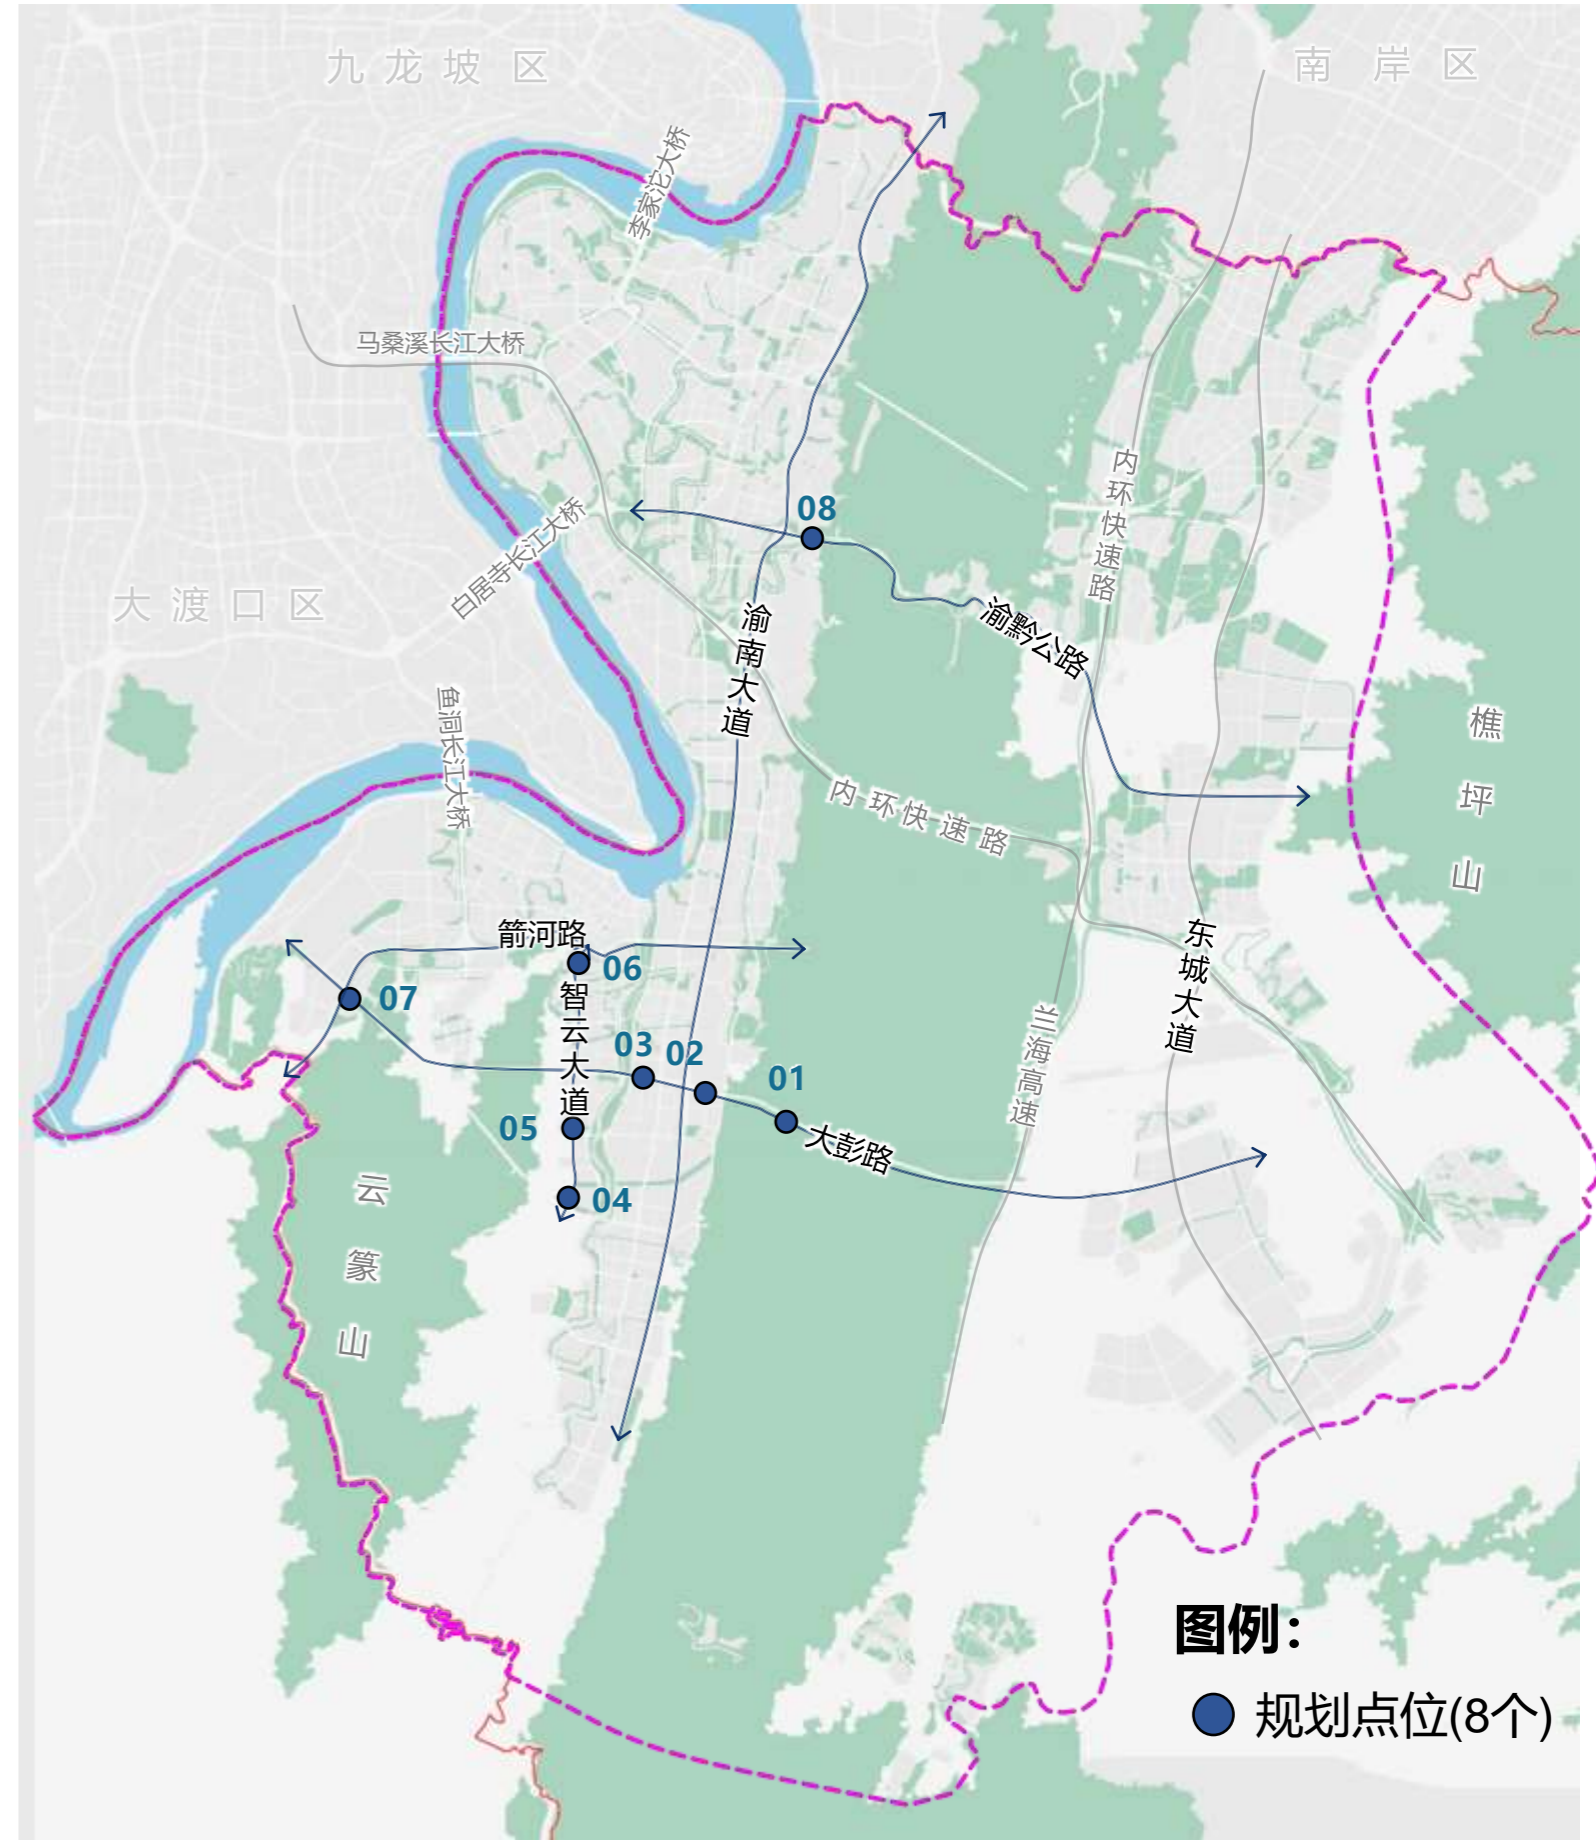 九龙坡区
南岸区
李家沱大桥
马桑溪长江大桥
内环快速路
08
白居寺长江大桥
大渡口区
渝南大道
渝黔公路
鱼洞长江大桥
樵坪山
内环快速路
箭河路
06
东城大道
07
智云大道
兰海高速
03
02
01
05
大彭路
04
云篆山
图例：
规划点位(8个)